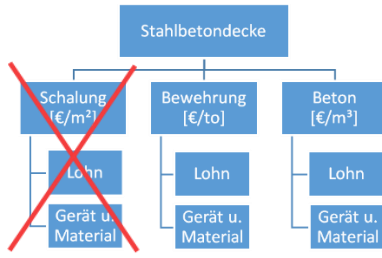 Stahlbetondecke
Schalung
[€/m²]
Lohn
Gerät u.
Material
Bewehrung
[€/to]
Lohn
Gerät u.
Material
Beton
[€/m³]
Lohn
Gerät u.
Material